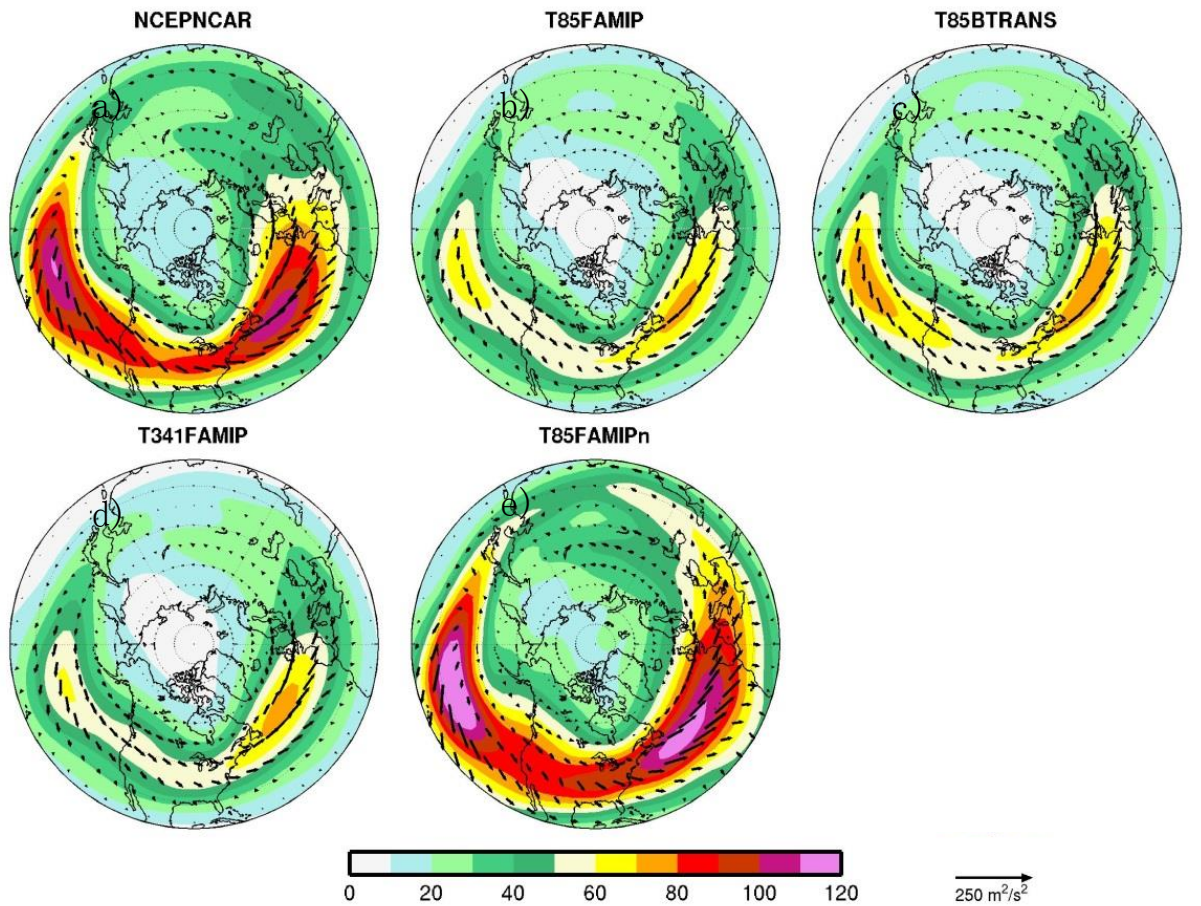 NCEPNCAR
T85FAMIP
T85BTRANS
a)
b)
c)
T341FAMIP
T85FAMIPn
d)
e)
0 20 40 60 80 100 120
250 m²/s²